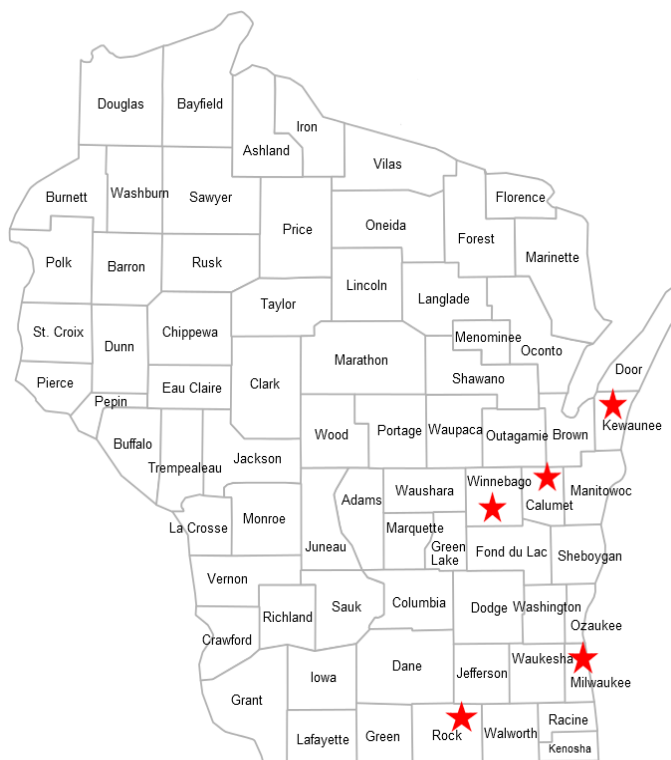 Douglas
Bayfield
Iron
Ashland
Vilas
Burnett
Washburn
Sawyer
Florence
Price
Oneida
Forest
Marinette
Polk
Barron
Rusk
Lincoln
Langlade
Taylor
St. Croix
Chippewa
Dunn
Menominee
Oconto
Marathon
Door
Pierce
Eau Claire
Clark
Shawano
Pepin
Kewaunee
Buffalo
Wood
Portage
Waupaca
Outagamie
Brown
Trempealeau
Jackson
Winnebago
Adams
Waushara
Manitowoc
Calumet
La Crosse
Monroe
Marquette
Juneau
Green
Lake
Fond du Lac
Sheboygan
Vernon
Richland
Sauk
Columbia
Dodge
Washington
Ozaukee
Crawford
Iowa
Dane
Jefferson
Waukesha
Milwaukee
Grant
Lafayette
Green
Rock
Walworth
Racine
Kenosha